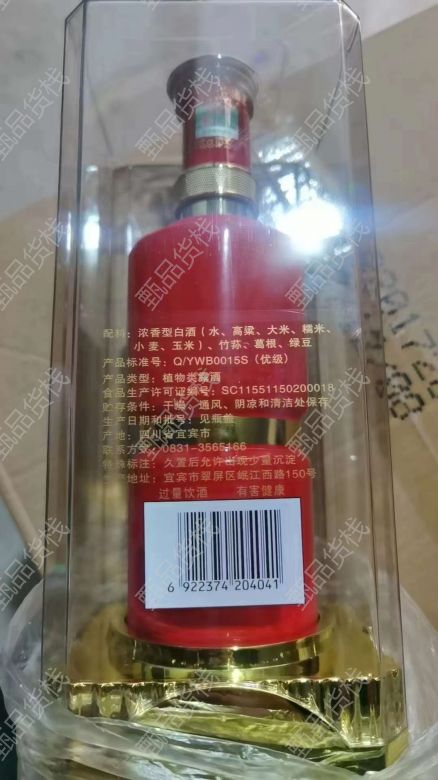 配料：浓香型白酒（水、高粱、大米、糯米、
小麦、玉米）、竹荪、葛根、绿豆
产品标准号：Q/YWB0015S（优级）
产品类型：植物类露酒
食品生产许可证编号：SC11551150200018
贮存条件：干燥、通风、阴凉和清洁处保存
生产日期和批号：见瓶盖
产地：四川省宜宾市
联系方式：0831-3565166
特殊标注：久置后允许出现少量沉淀
生产地址：宜宾市翠屏区岷江西路150号
过量饮酒 有害健康
6 922374 204041
甄品货栈